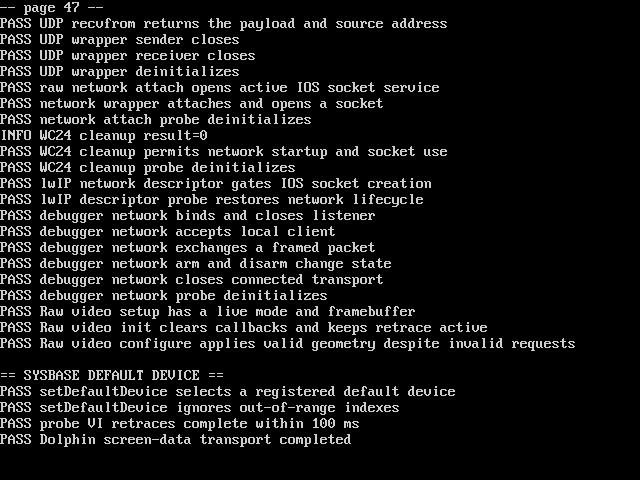 -- page 47 --
PASS UDP recvfrom returns the payload and source address
PASS UDP wrapper sender closes
PASS UDP wrapper receiver closes
PASS UDP wrapper deinitializes
PASS raw network attach opens active IOS socket service
PASS network wrapper attaches and opens a socket
PASS network attach probe deinitializes
INFO WC24 cleanup result=0
PASS WC24 cleanup permits network startup and socket use
PASS WC24 cleanup probe deinitializes
PASS lwIP network descriptor gates IOS socket creation
PASS lwIP descriptor probe restores network lifecycle
PASS debugger network binds and closes listener
PASS debugger network accepts local client
PASS debugger network exchanges a framed packet
PASS debugger network arm and disarm change state
PASS debugger network closes connected transport
PASS debugger network probe deinitializes
PASS Raw video setup has a live mode and framebuffer
PASS Raw video init clears callbacks and keeps retrace active
PASS Raw video configure applies valid geometry despite invalid requests
== SYSBASE DEFAULT DEVICE ==
PASS setDefaultDevice selects a registered default device
PASS setDefaultDevice ignores out-of-range indexes
PASS probe VI retraces complete within 100 ms
PASS Dolphin screen-data transport completed